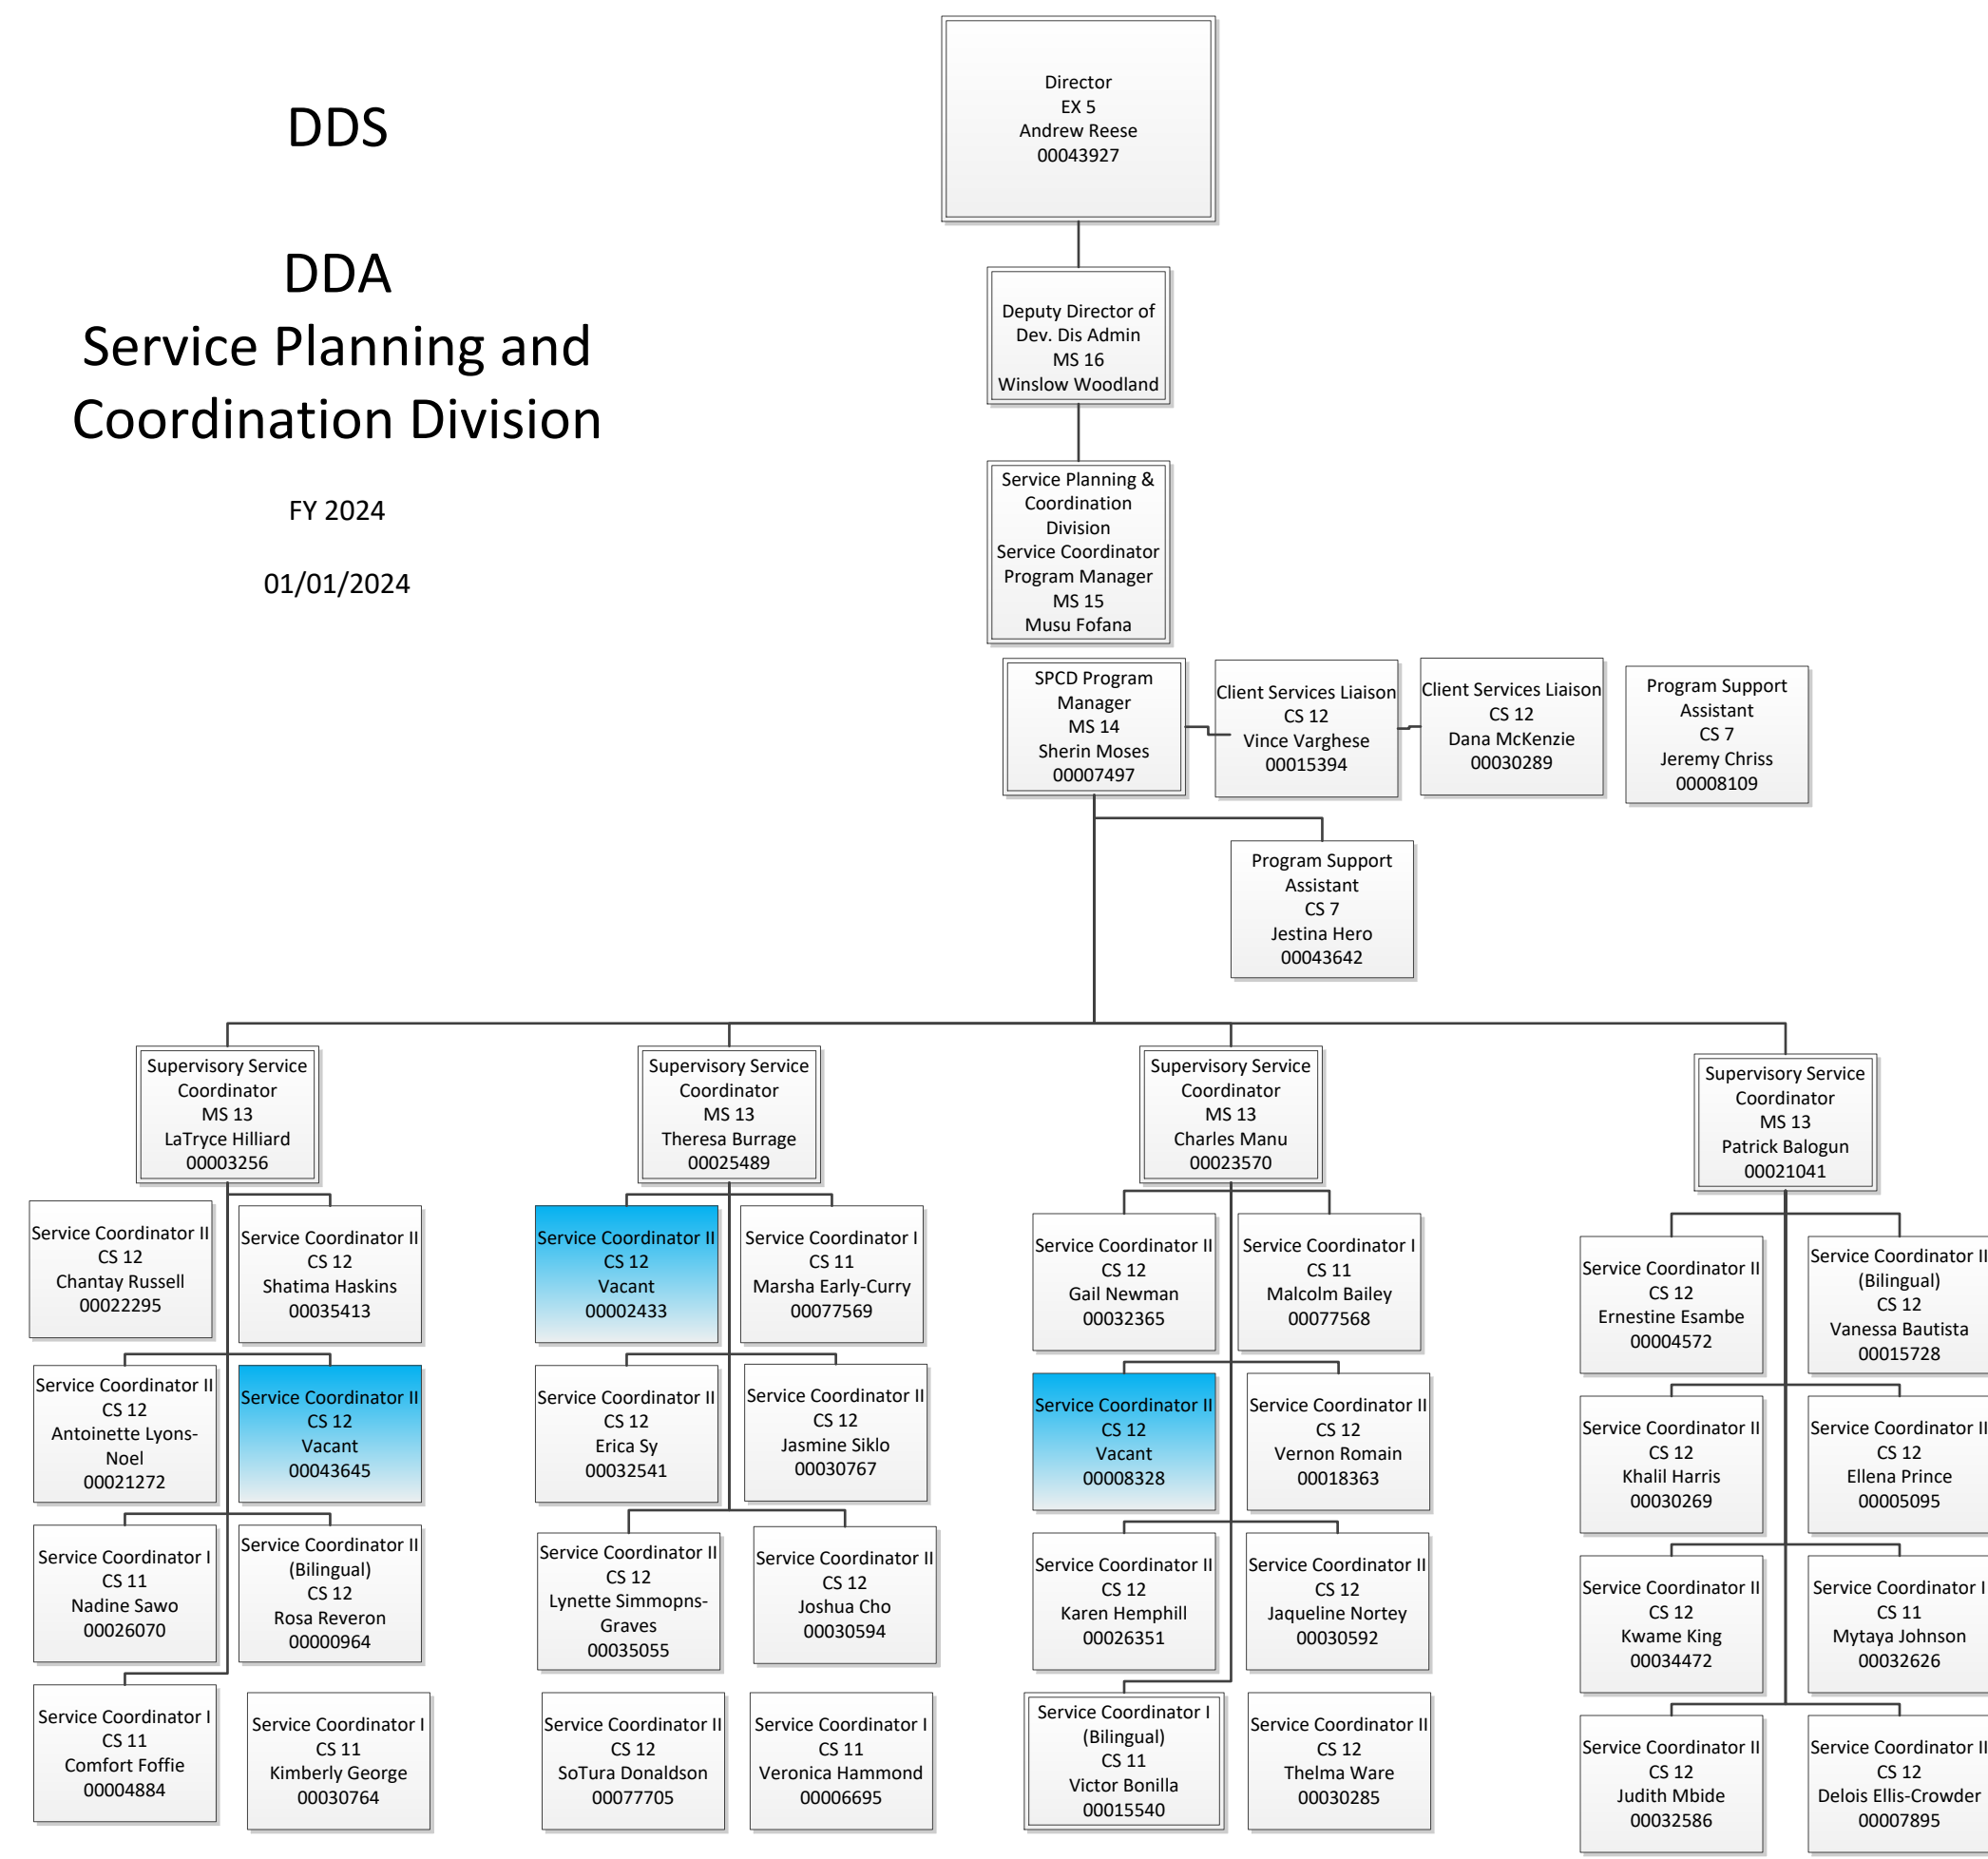 DDS
DDA
Service Planning and
Coordination Division
FY 2024
01/01/2024
Director
EX 5
Andrew Reese
00043927
Deputy Director of
Dev. Dis Admin
MS 16
Winslow Woodland
Service Planning &
Coordination
Division
Service Coordinator
Program Manager
MS 15
Musu Fofana
SPCD Program
Manager
MS 14
Sherin Moses
00007497
Client Services Liaison
CS 12
Vince Varghese
00015394
Client Services Liaison
CS 12
Dana McKenzie
00030289
Program Support
Assistant
CS 7
Jeremy Chriss
00008109
Program Support
Assistant
CS 7
Jestina Hero
00043642
Supervisory Service
Coordinator
MS 13
LaTryce Hilliard
00003256
Supervisory Service
Coordinator
MS 13
Theresa Burrage
00025489
Supervisory Service
Coordinator
MS 13
Charles Manu
00023570
Supervisory Service
Coordinator
MS 13
Patrick Balogun
00021041
Service Coordinator II
CS 12
Chantay Russell
00022295
Service Coordinator II
CS 12
Shatima Haskins
00035413
Service Coordinator II
CS 12
Vacant
00002433
Service Coordinator I
CS 11
Marsha Early-Curry
00077569
Service Coordinator II
CS 12
Gail Newman
00032365
Service Coordinator I
CS 11
Malcolm Bailey
00077568
Service Coordinator II
CS 12
Ernestine Esambe
00004572
Service Coordinator II
(Bilingual)
CS 12
Vanessa Bautista
00015728
Service Coordinator II
CS 12
Antoinette Lyons-
Noel
00021272
Service Coordinator II
CS 12
Vacant
00043645
Service Coordinator II
CS 12
Erica Sy
00032541
Service Coordinator II
CS 12
Jasmine Siklo
00030767
Service Coordinator II
CS 12
Vacant
00008328
Service Coordinator II
CS 12
Vernon Romain
00018363
Service Coordinator II
CS 12
Khalil Harris
00030269
Service Coordinator II
CS 12
Ellena Prince
00005095
Service Coordinator I
CS 11
Nadine Sawo
00026070
Service Coordinator II
(Bilingual)
CS 12
Rosa Reveron
00000964
Service Coordinator II
CS 12
Lynette Simmopns-
Graves
00035055
Service Coordinator II
CS 12
Joshua Cho
00030594
Service Coordinator II
CS 12
Karen Hemphill
00026351
Service Coordinator II
CS 12
Jaqueline Nortey
00030592
Service Coordinator II
CS 12
Kwame King
00034472
Service Coordinator I
CS 11
Mytaya Johnson
00032626
Service Coordinator I
CS 11
Comfort Foffie
00004884
Service Coordinator I
CS 11
Kimberly George
00030764
Service Coordinator II
CS 12
SoTura Donaldson
00077705
Service Coordinator I
CS 11
Veronica Hammond
00006695
Service Coordinator I
(Bilingual)
CS 11
Victor Bonilla
00015540
Service Coordinator II
CS 12
Thelma Ware
00030285
Service Coordinator II
CS 12
Judith Mbide
00032586
Service Coordinator II
CS 12
Delois Ellis-Crowder
00007895